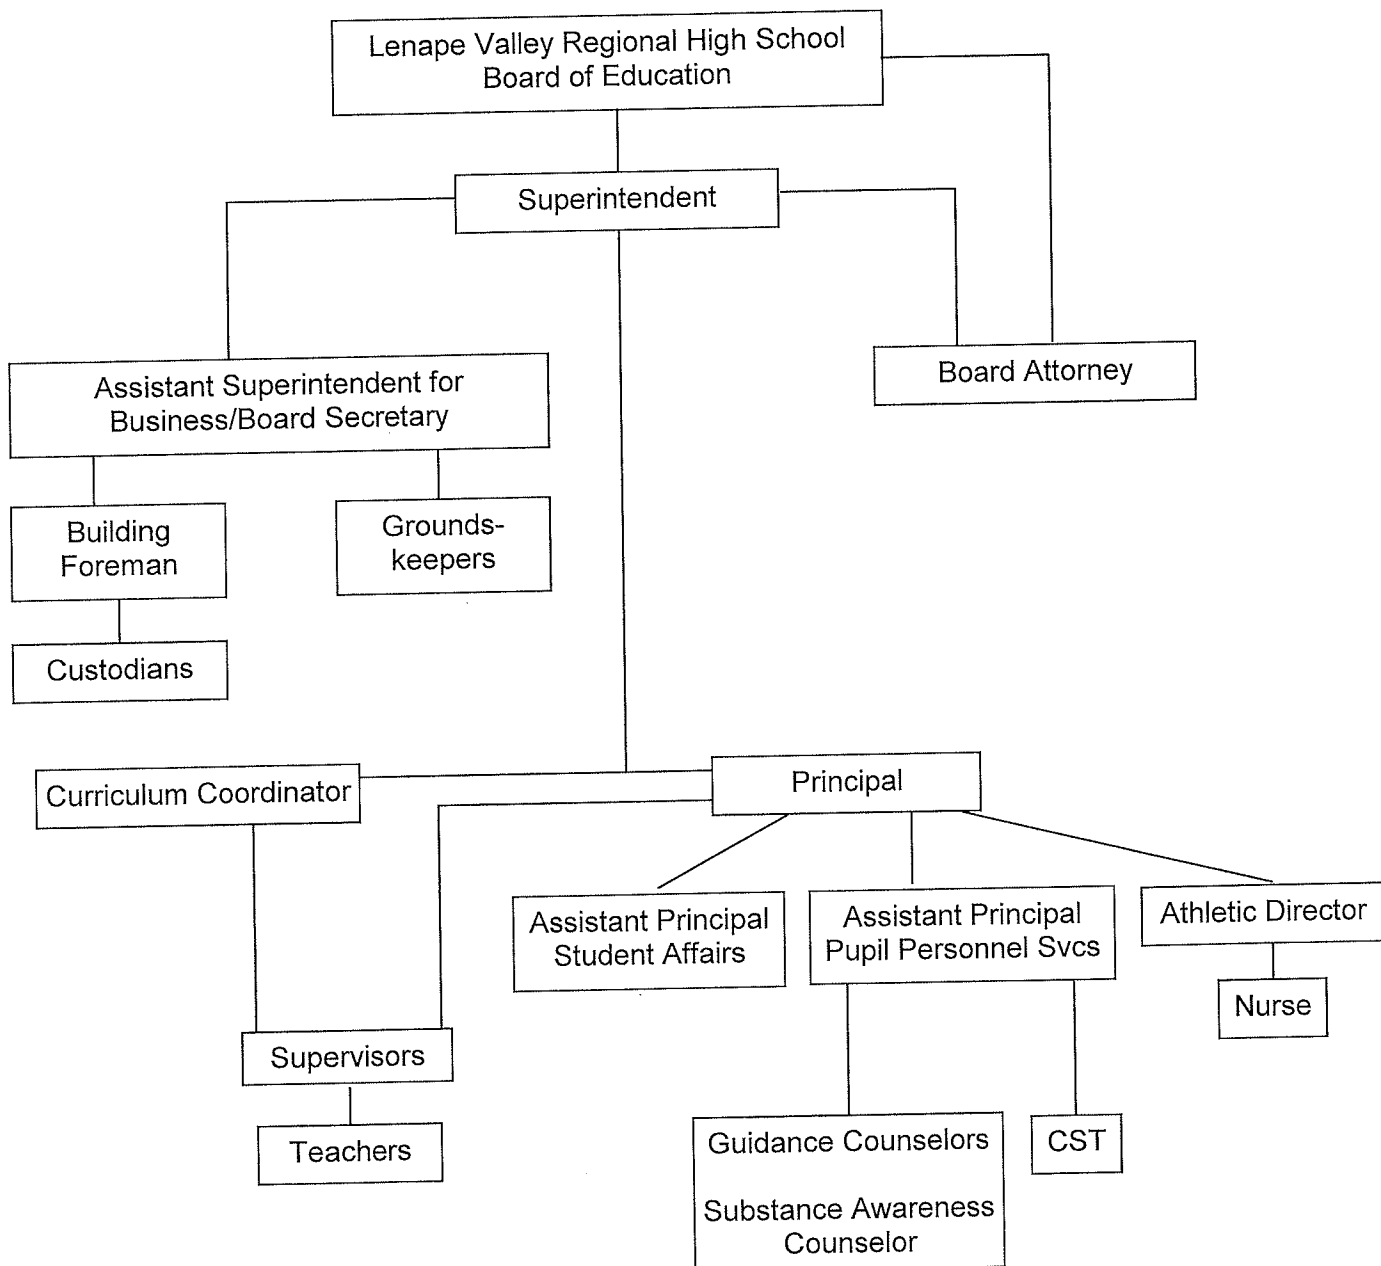 Lenape Valley Regional High School
Board of Education
Superintendent
Assistant Superintendent for
Business/Board Secretary
Board Attorney
Building
Foreman
Grounds-
keepers
Custodians
Curriculum Coordinator
Principal
Assistant Principal
Student Affairs
Assistant Principal
Pupil Personnel Svcs
Athletic Director
Nurse
Supervisors
Teachers
Guidance Counselors
Substance Awareness
Counselor
CST